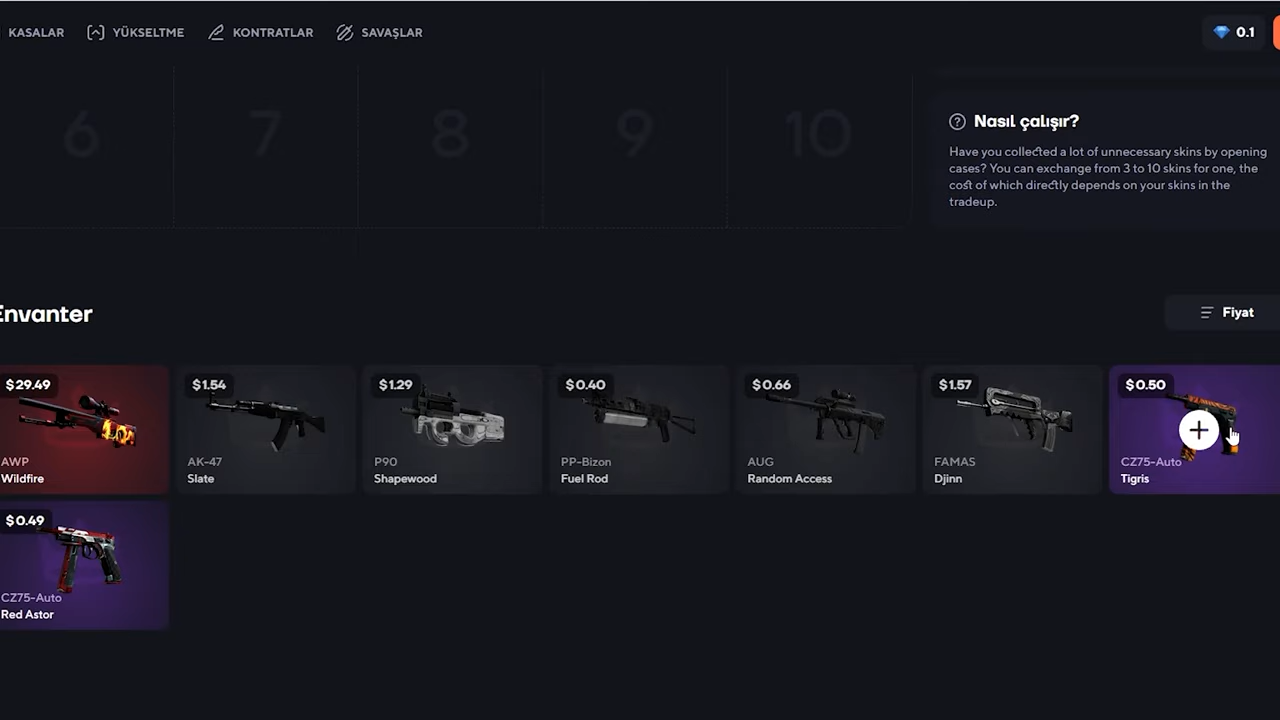 KASALAR YÜKSELTME KONTRATLAR SAVAŞLAR 0.1
6 7 8 9 10
Nasıl çalışır?
Have you collected a lot of unnecessary skins by opening
cases? You can exchange from 3 to 10 skins for one, the
cost of which directly depends on your skins in the
tradeup.
Envanter
Fiyat
$29.49
AWP
Wildfire
$1.54
AK-47
Slate
$1.29
P90
Shapewood
$0.40
PP-Bizon
Fuel Rod
$0.66
AUG
Random Access
$1.57
FAMAS
Djinn
$0.50
CZ75-Auto
Tigris
$0.49
CZ75-Auto
Red Astor